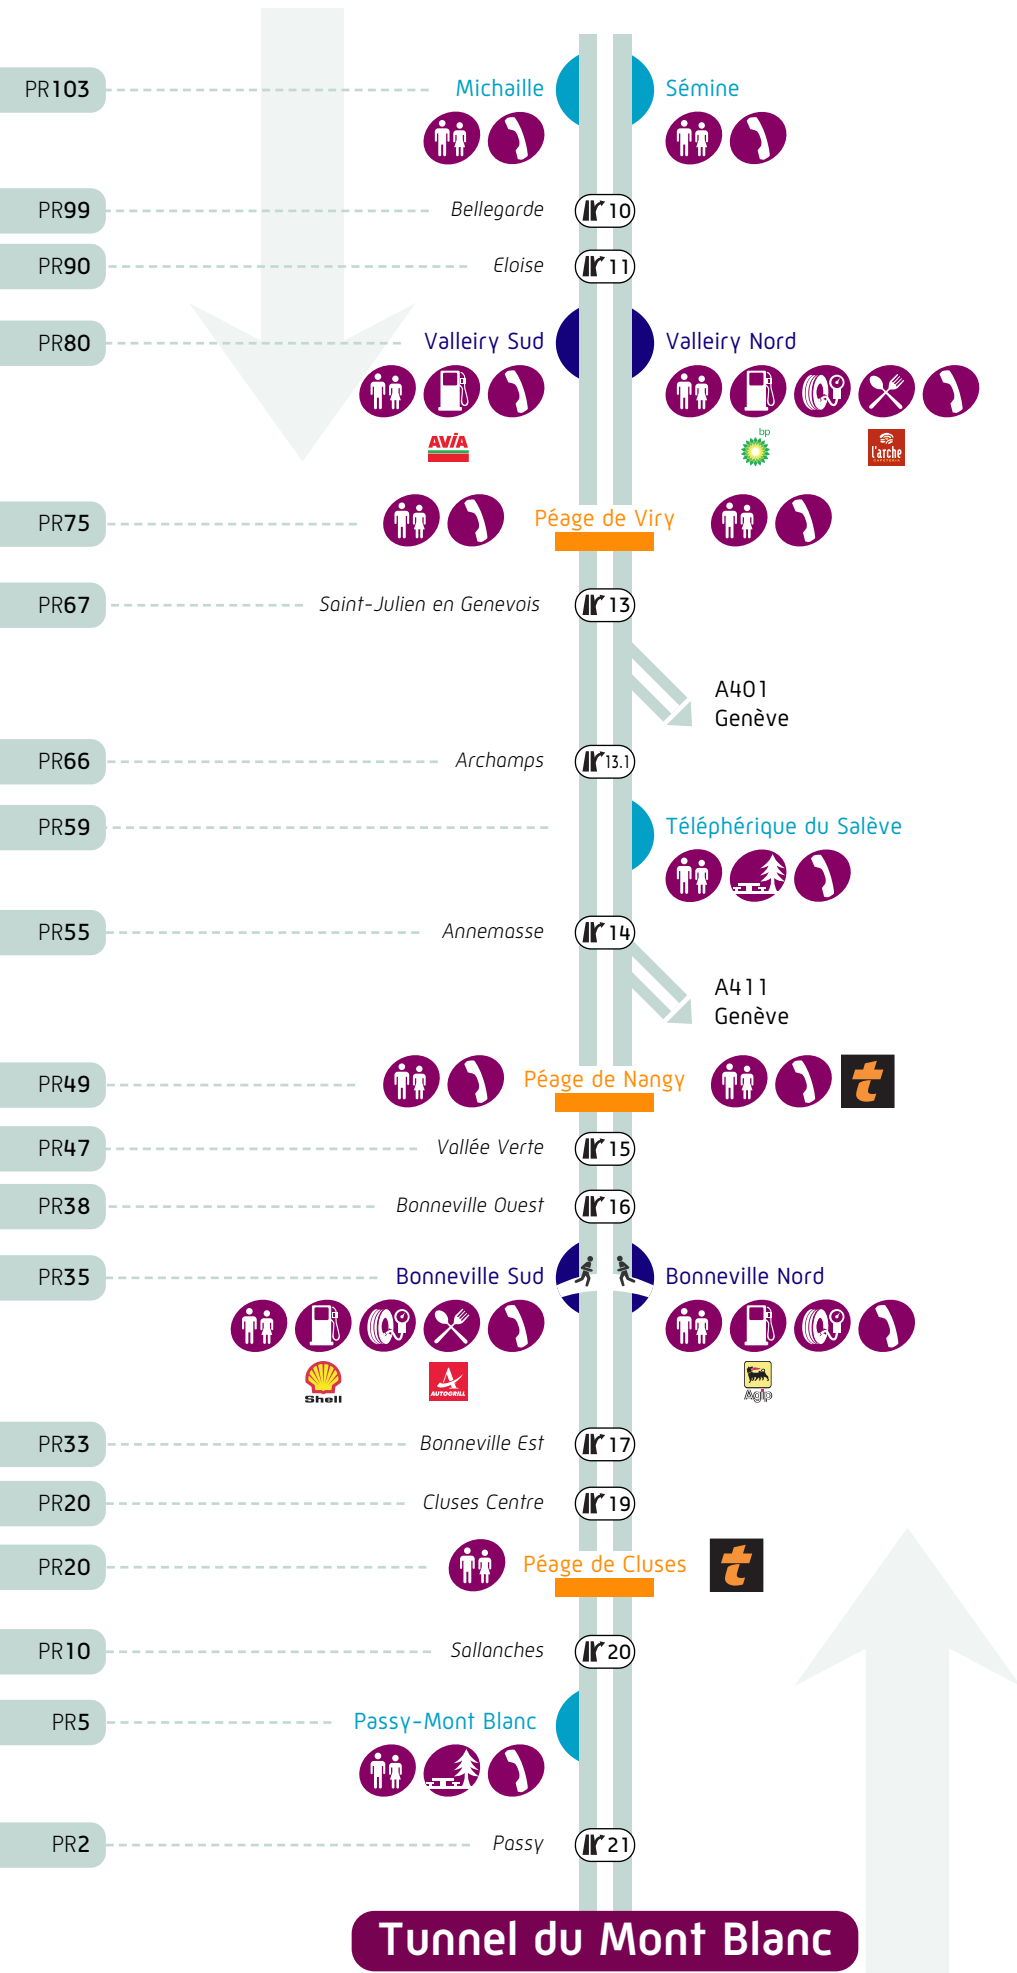 PR103
Michaille
Sémine
PR99
Bellegarde
10
PR90
Eloise
11
PR80
Valleiry Sud
Valleiry Nord
AVIA
bp
l'arche
CAFETERIA
PR75
Péage de Viry
PR67
Saint-Julien en Genevois
13
A401
Genève
PR66
Archamps
13.1
PR59
Téléphérique du Salève
PR55
Annemasse
14
A411
Genève
PR49
Péage de Nangy
t
PR47
Vallée Verte
15
PR38
Bonneville Ouest
16
PR35
Bonneville Sud
Bonneville Nord
Shell
A
AUTOGRILL
Agip
PR33
Bonneville Est
17
PR20
Cluses Centre
19
PR20
Péage de Cluses
t
PR10
Sallanches
20
PR5
Passy-Mont Blanc
PR2
Passy
21
Tunnel du Mont Blanc